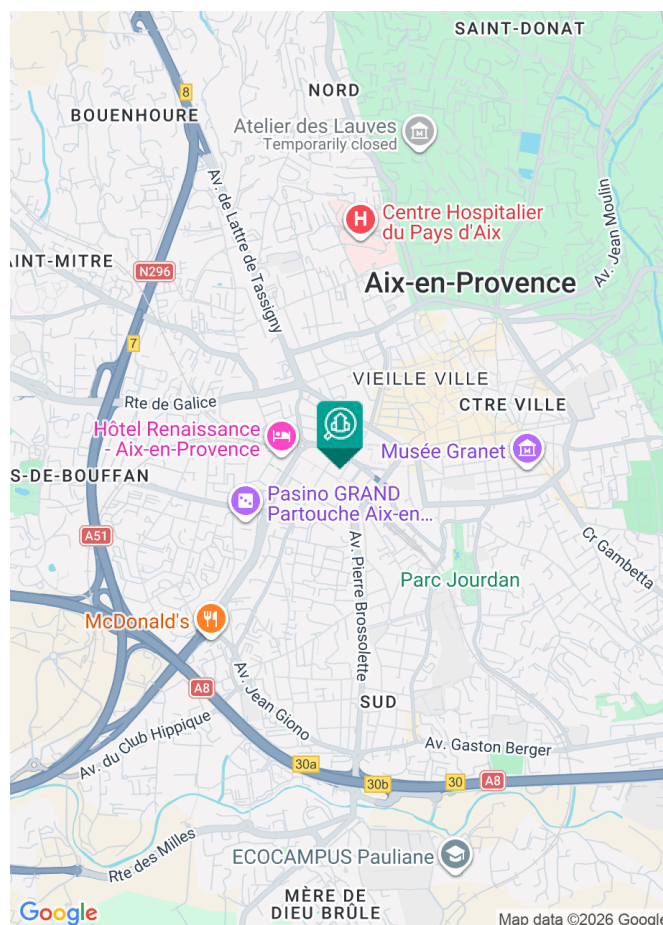 SAINT-DONAT
NORD
8
BOUENHOURE
Atelier des Lauves
Temporarily closed
Av. de Lattre de Tassigny
Av. Jean Moulin
H
Centre Hospitalier
du Pays d'Aix
AINT-MITRE
N296
Aix-en-Provence
7
VIEILLE VILLE
Rte de Galice
CTRE VILLE
Hôtel Renaissance
- Aix-en-Provence
Musée Granet
S-DE-BOUFFAN
Pasino GRAND
Partouche Aix-en...
A51
Av. Pierre Brossolette
Cr Gambetta
Parc Jourdan
McDonald's
A8
Av. Jean Giono
SUD
Av. du Club Hippique
Av. Gaston Berger
30a
30b
30
A8
Rte des Milles
ECOCAMPUS Pauliane
MÈRE DE
DIEU BRÛLE
Google
Map data ©2026 Google